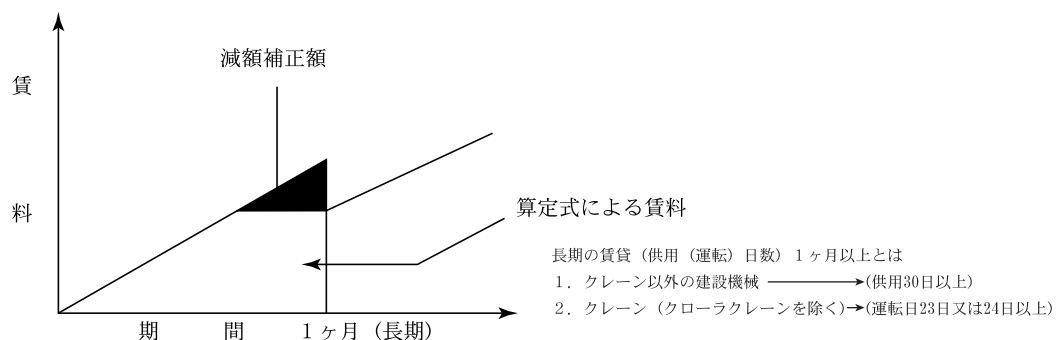 減額補正額
賃
料
算定式による賃料
長期の賃貸（供用（運転）日数）１ヶ月以上とは
１．クレーン以外の建設機械 (供用30日以上)
２．クレーン（クローラクレーンを除く) (運転日23日又は24日以上)
期 間 １ヶ月（長期）